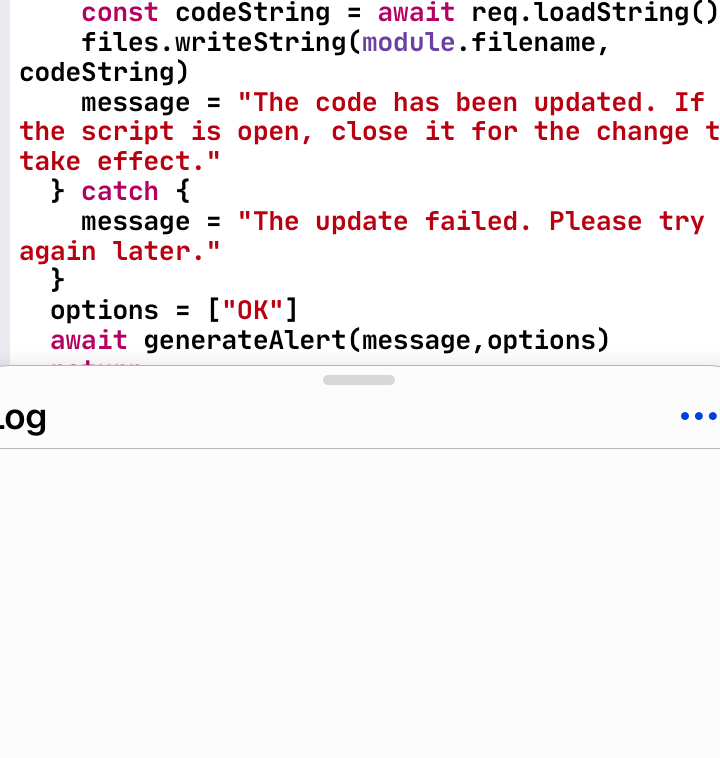 const codeString = await req.loadString()
files.writeString(module.filename,
codeString)
message = "The code has been updated. If
the script is open, close it for the change t
take effect."
} catch {
message = "The update failed. Please try
again later."
}
options = ["OK"]
await generateAlert(message,options)
Log